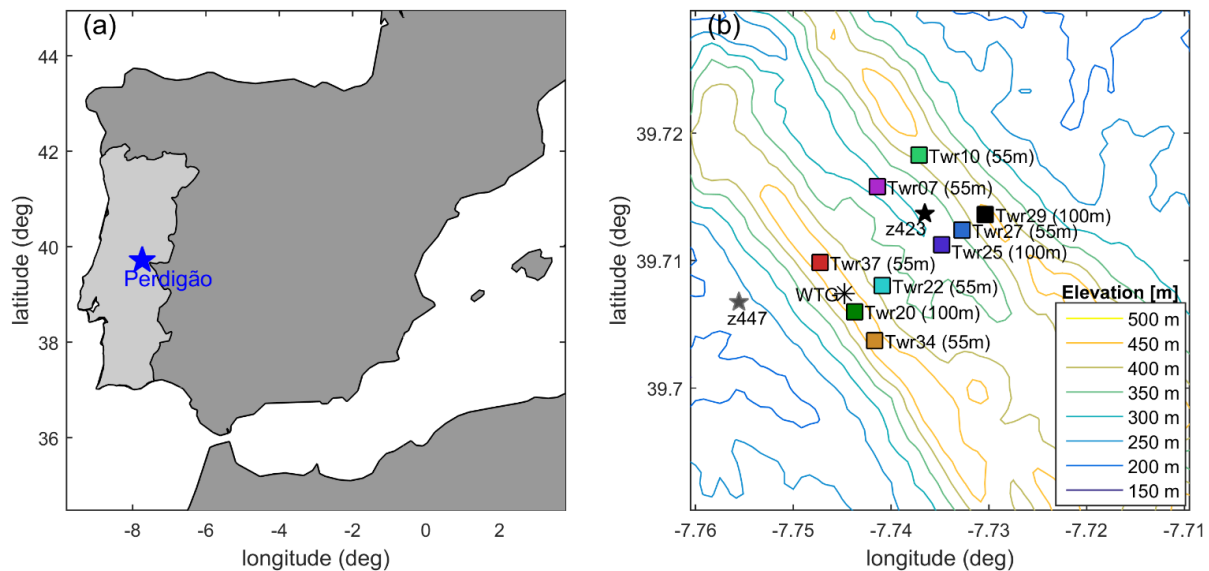 (a)
44
42
40
38
36
latitude (deg)
Perdigão
-8
-6
-4
-2
0
2
longitude (deg)
(b)
39.72
39.71
39.7
latitude (deg)
Twr10 (55m)
Twr07 (55m)
z423
Twr29 (100m)
Twr27 (55m)
Twr25 (100m)
Twr37 (55m)
Twr22 (55m)
WTG
z447
Twr20 (100m)
Twr34 (55m)
Elevation [m]
500 m
450 m
400 m
350 m
300 m
250 m
200 m
150 m
-7.76
-7.75
-7.74
-7.73
-7.72
-7.71
longitude (deg)